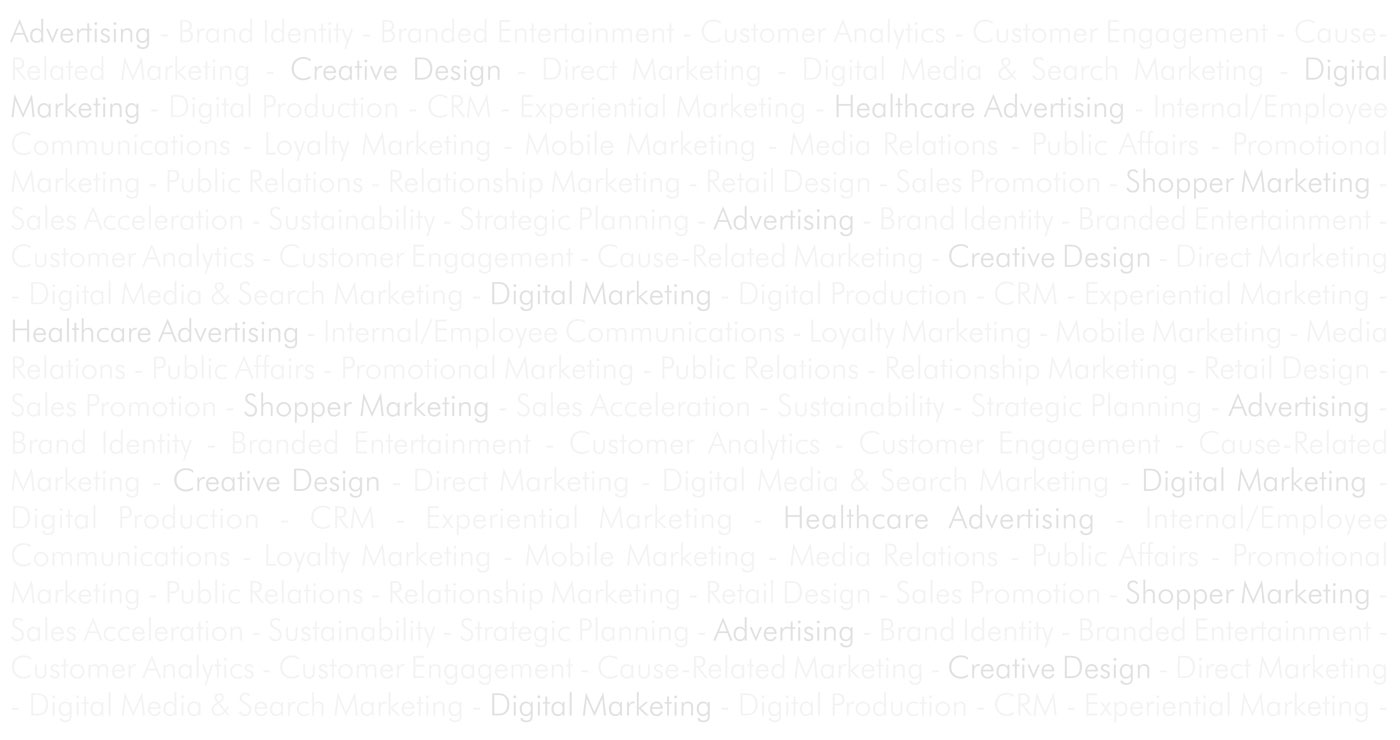 Advertising - Brand Identity - Branded Entertainment - Customer Analytics - Customer Engagement - Cause-
Related Marketing - Creative Design - Direct Marketing - Digital Media & Search Marketing - Digital
Marketing - Digital Production - CRM - Experiential Marketing - Healthcare Advertising - Internal/Employee
Communications - Loyalty Marketing - Mobile Marketing - Media Relations - Public Affairs - Promotional
Marketing - Public Relations - Relationship Marketing - Retail Design - Sales Promotion - Shopper Marketing -
Sales Acceleration - Sustainability - Strategic Planning - Advertising - Brand Identity - Branded Entertainment -
Customer Analytics - Customer Engagement - Cause-Related Marketing - Creative Design - Direct Marketing
- Digital Media & Search Marketing - Digital Marketing - Digital Production - CRM - Experiential Marketing -
Healthcare Advertising - Internal/Employee Communications - Loyalty Marketing - Mobile Marketing - Media
Relations - Public Affairs - Promotional Marketing - Public Relations - Relationship Marketing - Retail Design -
Sales Promotion - Shopper Marketing - Sales Acceleration - Sustainability - Strategic Planning - Advertising -
Brand Identity - Branded Entertainment - Customer Analytics - Customer Engagement - Cause-Related
Marketing - Creative Design - Direct Marketing - Digital Media & Search Marketing - Digital Marketing -
Digital Production - CRM - Experiential Marketing - Healthcare Advertising - Internal/Employee
Communications - Loyalty Marketing - Mobile Marketing - Media Relations - Public Affairs - Promotional
Marketing - Public Relations - Relationship Marketing - Retail Design - Sales Promotion - Shopper Marketing -
Sales Acceleration - Sustainability - Strategic Planning - Advertising - Brand Identity - Branded Entertainment -
Customer Analytics - Customer Engagement - Cause-Related Marketing - Creative Design - Direct Marketing
- Digital Media & Search Marketing - Digital Marketing - Digital Production - CRM - Experiential Marketing -